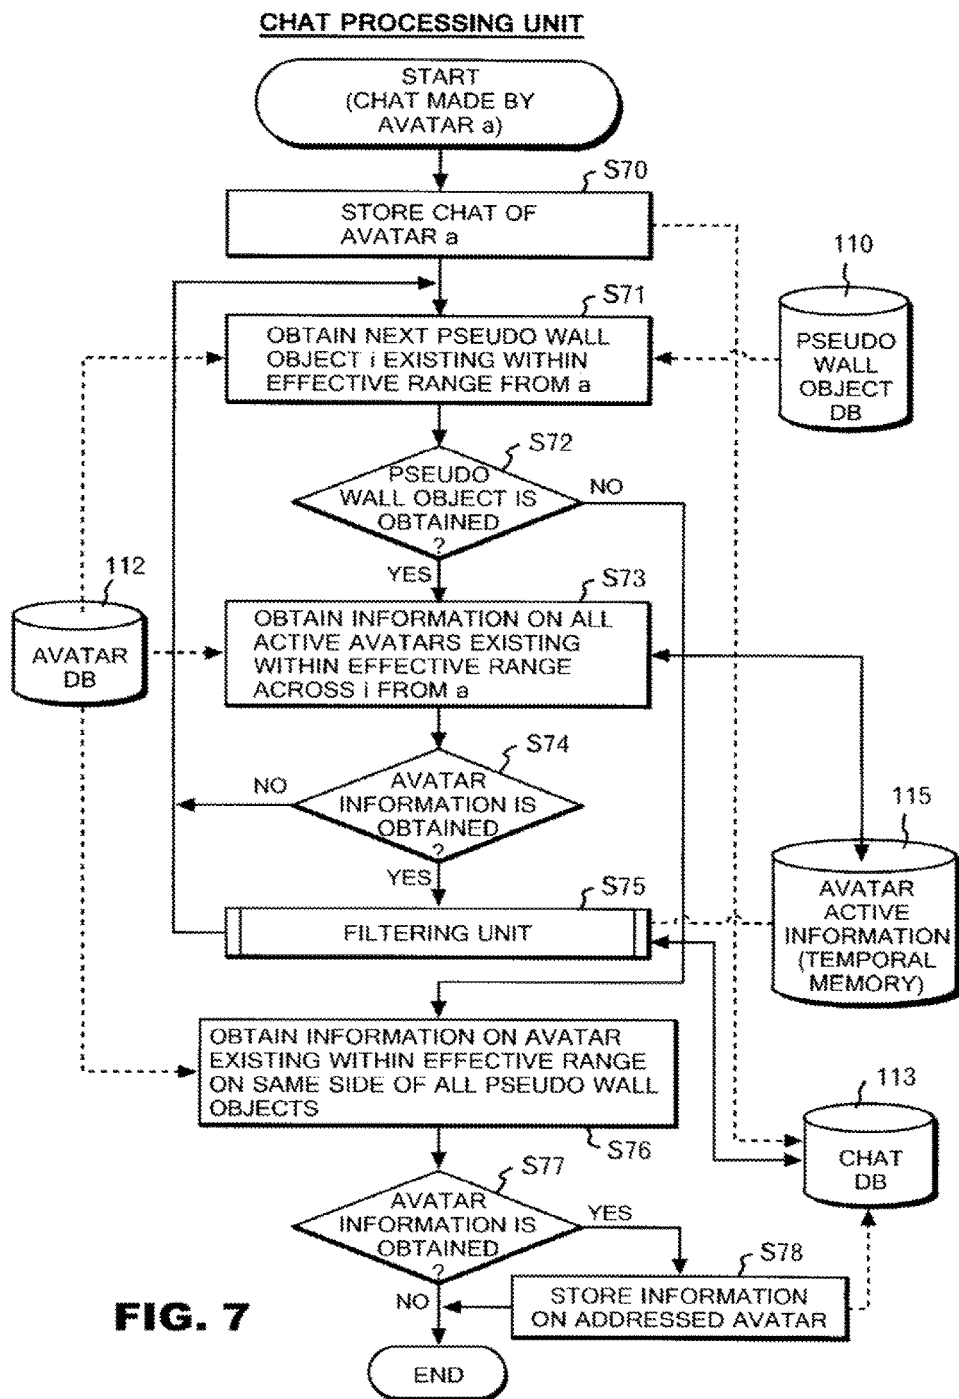 CHAT PROCESSING UNIT
START
(CHAT MADE BY
AVATAR a)
S70
STORE CHAT OF
AVATAR a
110
S71
OBTAIN NEXT PSEUDO WALL
OBJECT i EXISTING WITHIN
EFFECTIVE RANGE FROM a
PSEUDO
WALL
OBJECT
DB
S72
PSEUDO
WALL OBJECT IS
OBTAINED
?
NO
YES
112
AVATAR
DB
S73
OBTAIN INFORMATION ON ALL
ACTIVE AVATARS EXISTING
WITHIN EFFECTIVE RANGE
ACROSS i FROM a
S74
NO
AVATAR
INFORMATION IS
OBTAINED
?
YES
115
AVATAR
ACTIVE
INFORMATION
(TEMPORAL
MEMORY)
S75
FILTERING UNIT
OBTAIN INFORMATION ON AVATAR
EXISTING WITHIN EFFECTIVE RANGE
ON SAME SIDE OF ALL PSEUDO WALL
OBJECTS
S76
113
CHAT
DB
S77
AVATAR
INFORMATION IS
OBTAINED
?
YES
NO
S78
STORE INFORMATION
ON ADDRESSED AVATAR
FIG. 7
END